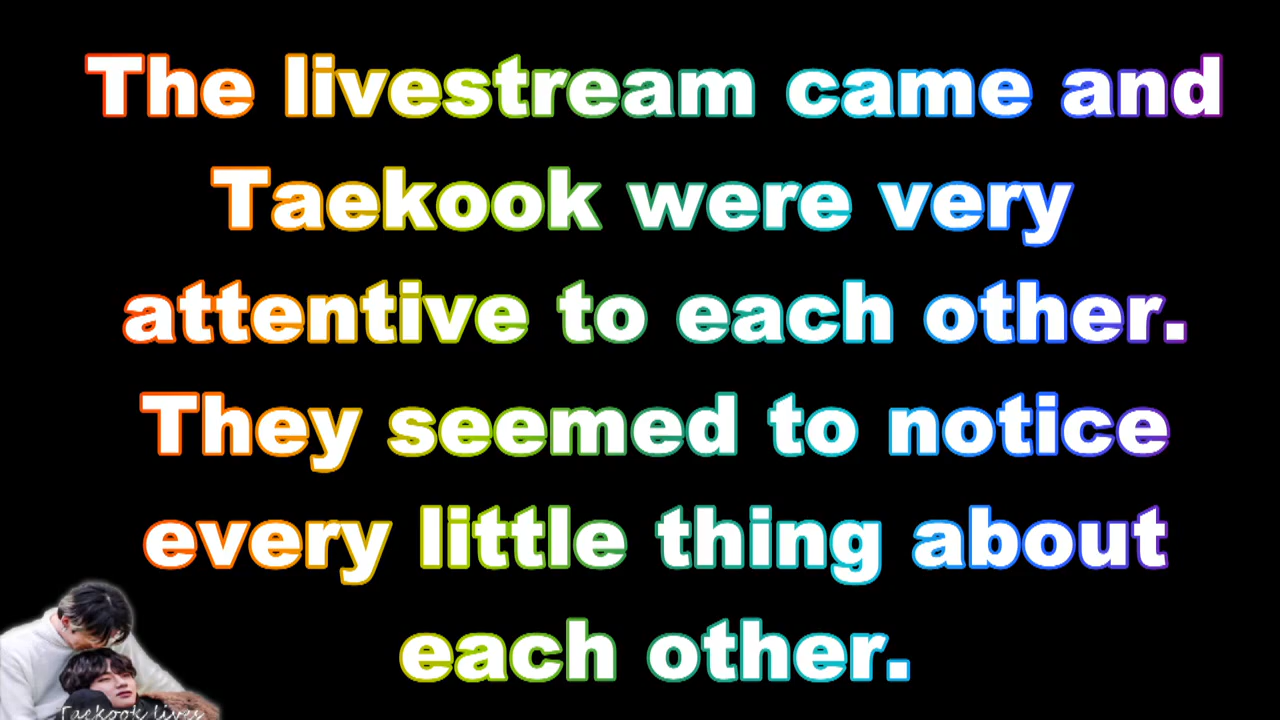 The livestream came and
Taekook were very
attentive to each other.
They seemed to notice
every little thing about
each other.
Taekook lives